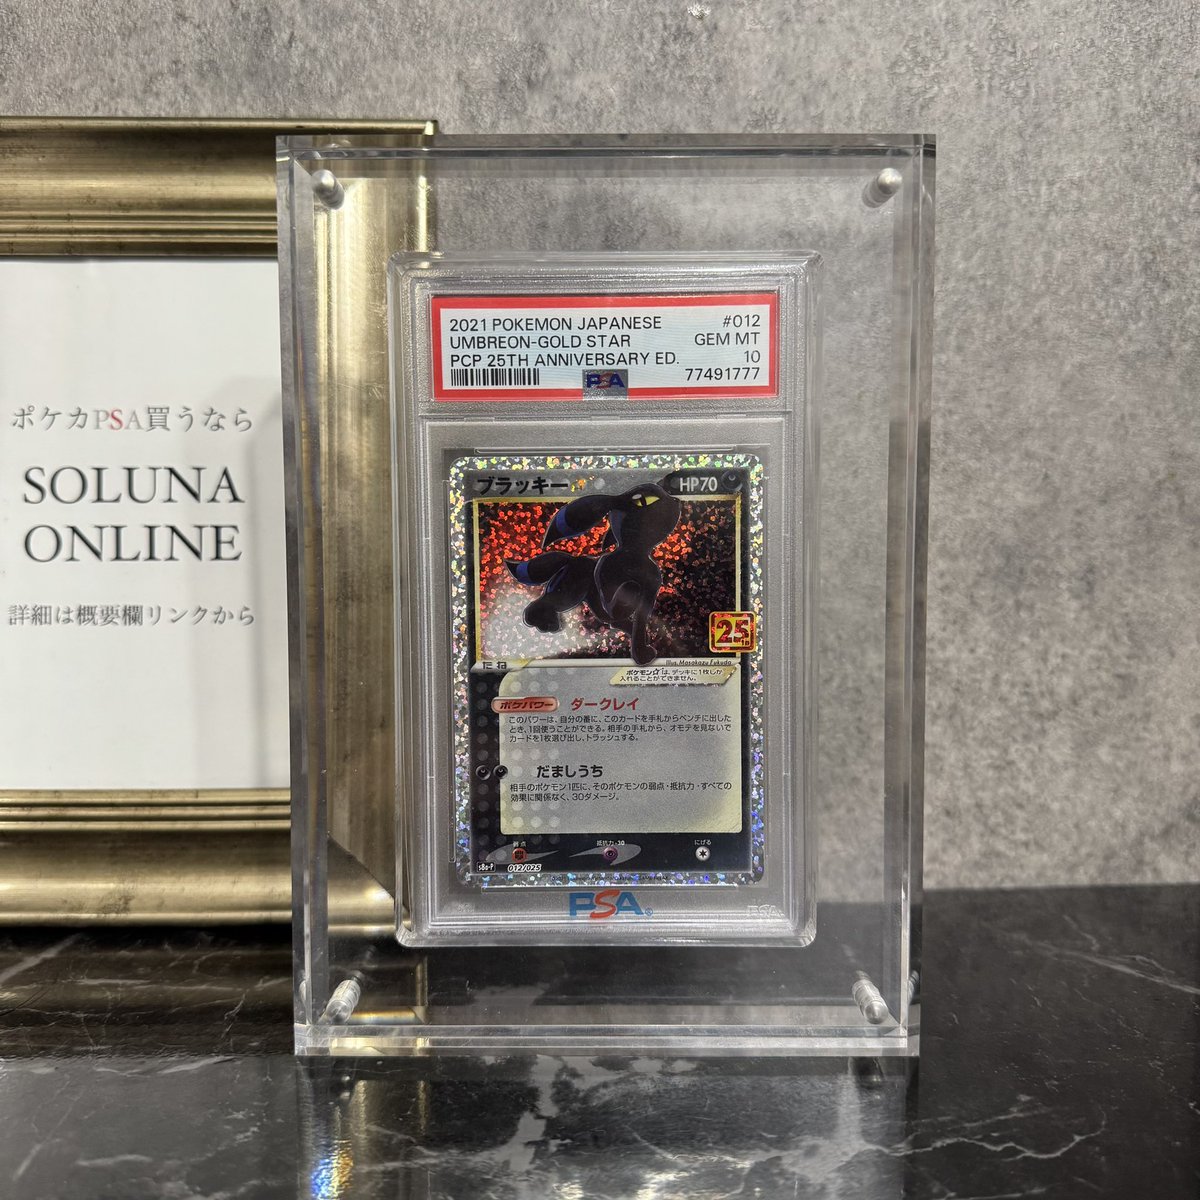 ポケカPSA買うなら
SOLUNA
ONLINE
詳細は概要欄リンクから
2021 POKEMON JAPANESE #012
UMBREON-GOLD STAR GEM MT
PCP 25TH ANNIVERSARY ED. 10
77491777
PSA
ブラッキー HP70
25
たね
Illus. Masakazu Fukuda
ポケモン☆は、デッキに1枚しか
入れることができません。
ポケパワー ダークレイ
このパワーは、自分の番に、このカードを手札からベンチに出した
とき、1回使うことができる。相手の手札から、オモテを見ないで
カードを1枚選び出し、トラッシュする。
だましうち
相手のポケモン1匹に、そのポケモンの弱点・抵抗力・すべての
効果に関係なく、30ダメージ。
弱点 抵抗力-30 にげる
s8a-P 012/025
PSA®
PSA